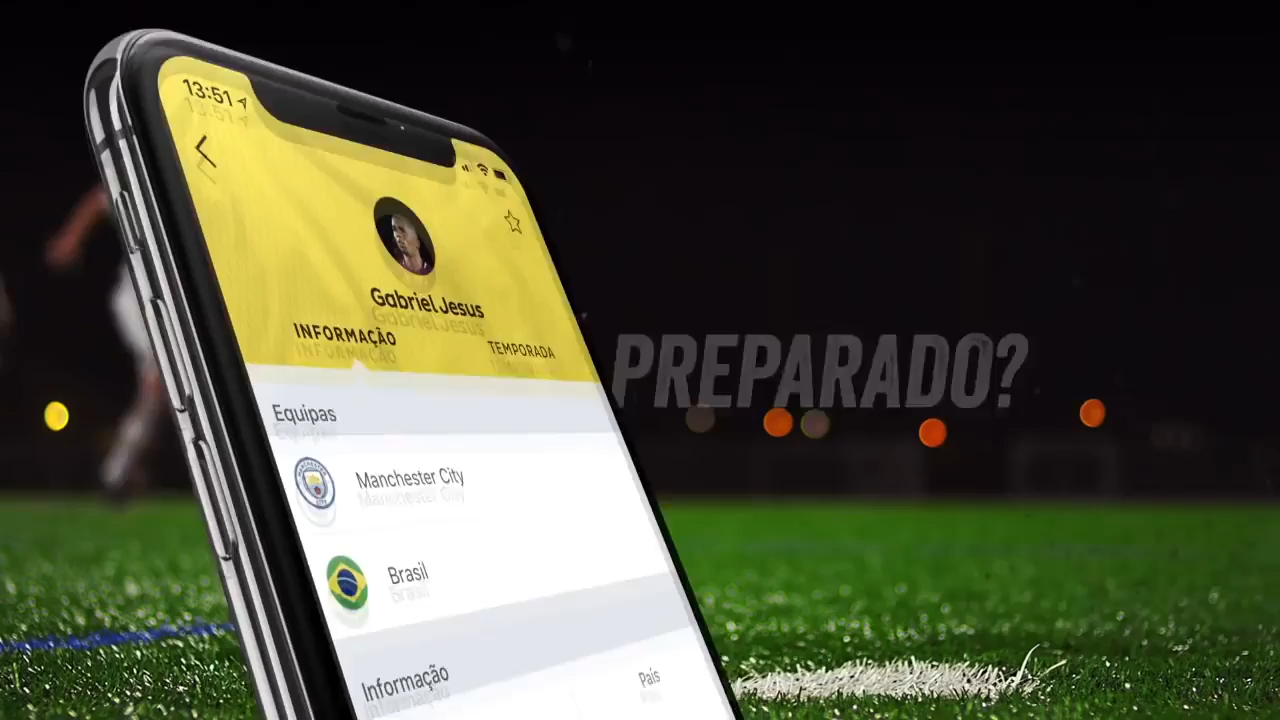 13:51
Gabriel Jesus
INFORMAÇÃO
TEMPORADA
PREPARADO?
Equipas
Manchester City
Brasil
Informação
País